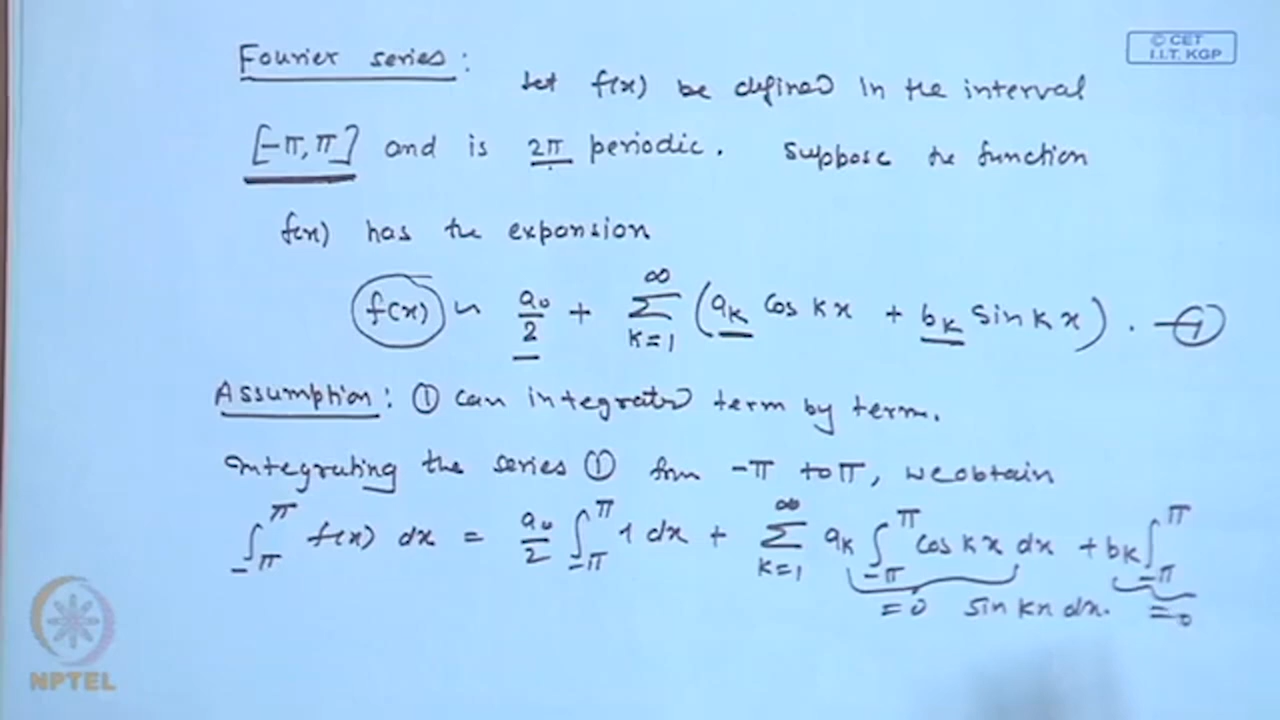 Fourier series:
© CET
I.I.T. KGP
Let f(x) be defined in the interval
[-π, π] and is 2π periodic. Suppose the function
f(x) has the expansion
f(x) ~ a₀/2 + ∑_{k=1}^{∞} (a_k cos kx + b_k sin kx). — ①
Assumption: ① can integrated term by term.
Integrating the series ① form -π to π, we obtain
∫_{-π}^{π} f(x) dx = a₀/2 ∫_{-π}^{π} 1 dx + ∑_{k=1}^{∞} a_k ∫_{-π}^{π} cos kx dx + b_k ∫_{-π}^{π}
= 0 sin kx dx. = 0
NPTEL